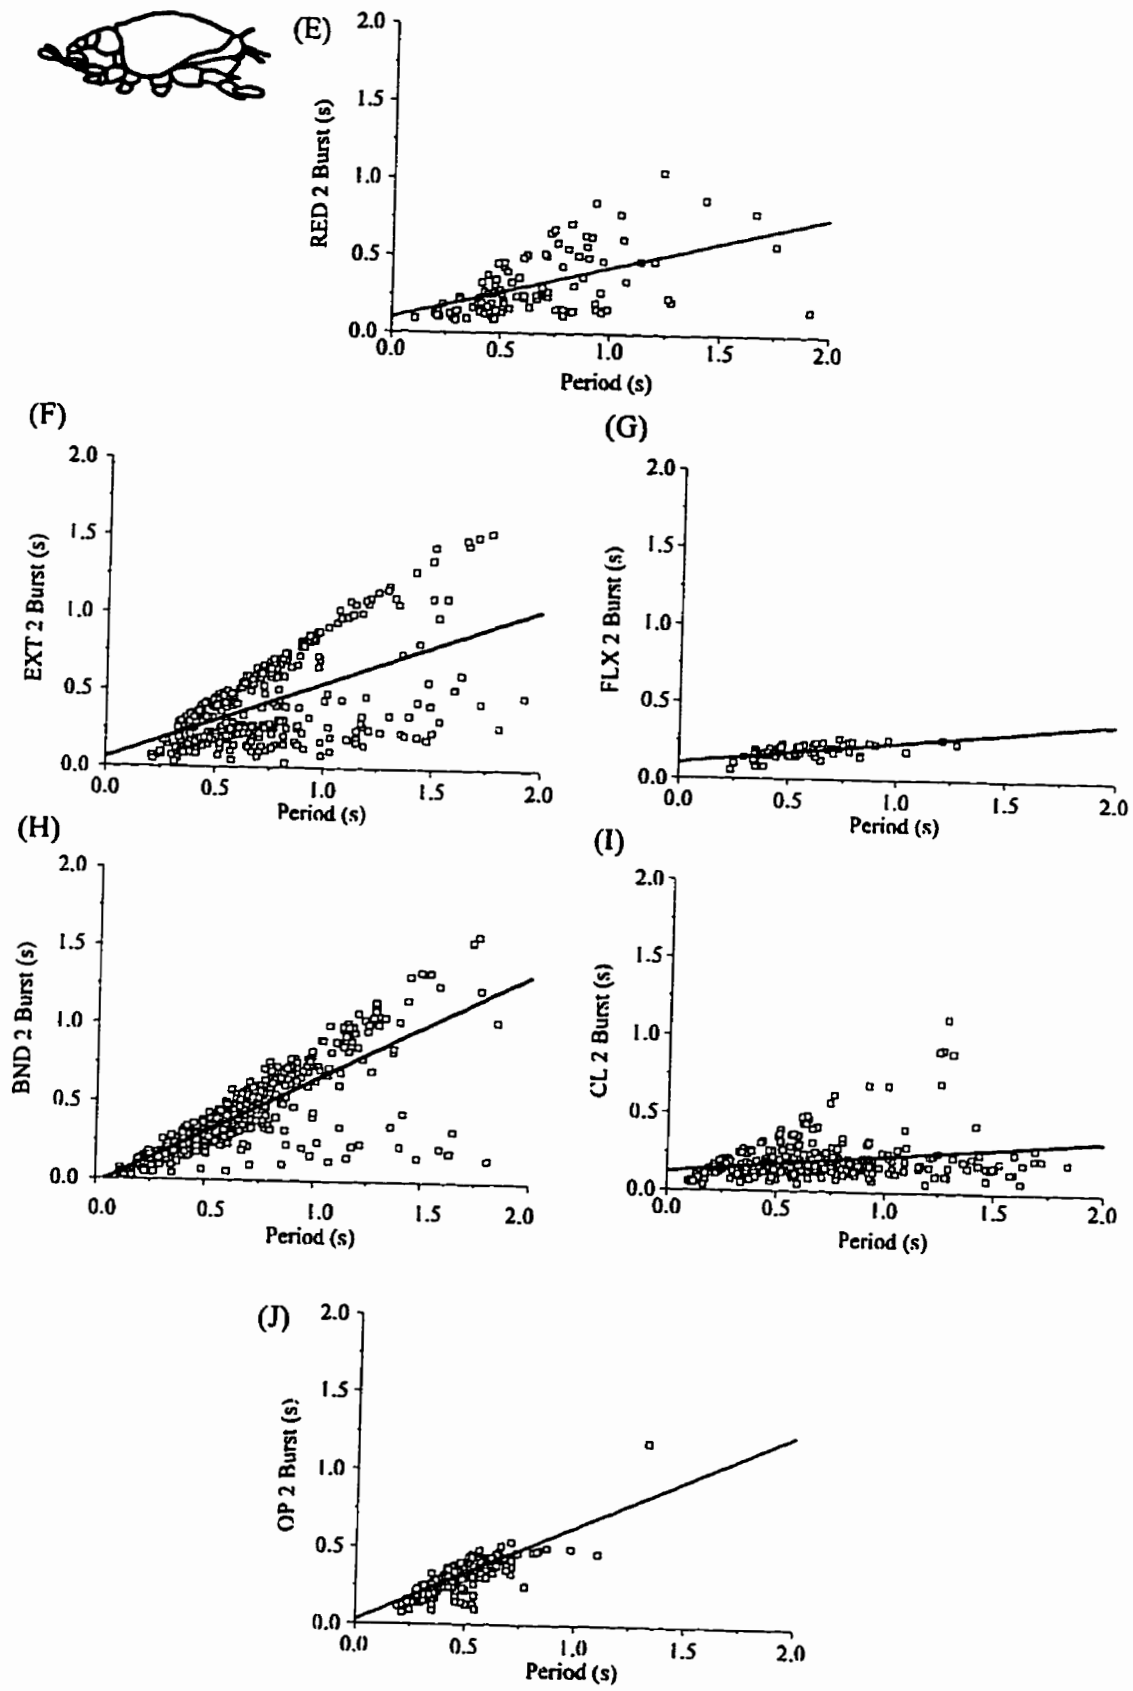 (E)
2.0
1.5
1.0
0.5
0.0
RED 2 Burst (s)
0.0 0.5 1.0 1.5 2.0
Period (s)
(F)
2.0
1.5
1.0
0.5
0.0
EXT 2 Burst (s)
0.0 0.5 1.0 1.5 2.0
Period (s)
(G)
2.0
1.5
1.0
0.5
0.0
FLX 2 Burst (s)
0.0 0.5 1.0 1.5 2.0
Period (s)
(H)
2.0
1.5
1.0
0.5
0.0
BND 2 Burst (s)
0.0 0.5 1.0 1.5 2.0
Period (s)
(I)
2.0
1.5
1.0
0.5
0.0
CL 2 Burst (s)
0.0 0.5 1.0 1.5 2.0
Period (s)
(J)
2.0
1.5
1.0
0.5
0.0
OP 2 Burst (s)
0.0 0.5 1.0 1.5 2.0
Period (s)